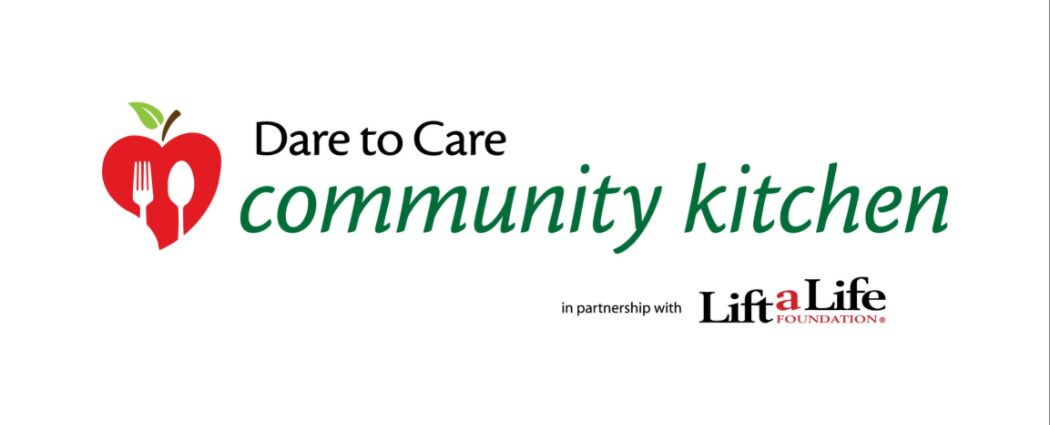 Dare to Care
community kitchen
in partnership with Lift a Life
FOUNDATION®